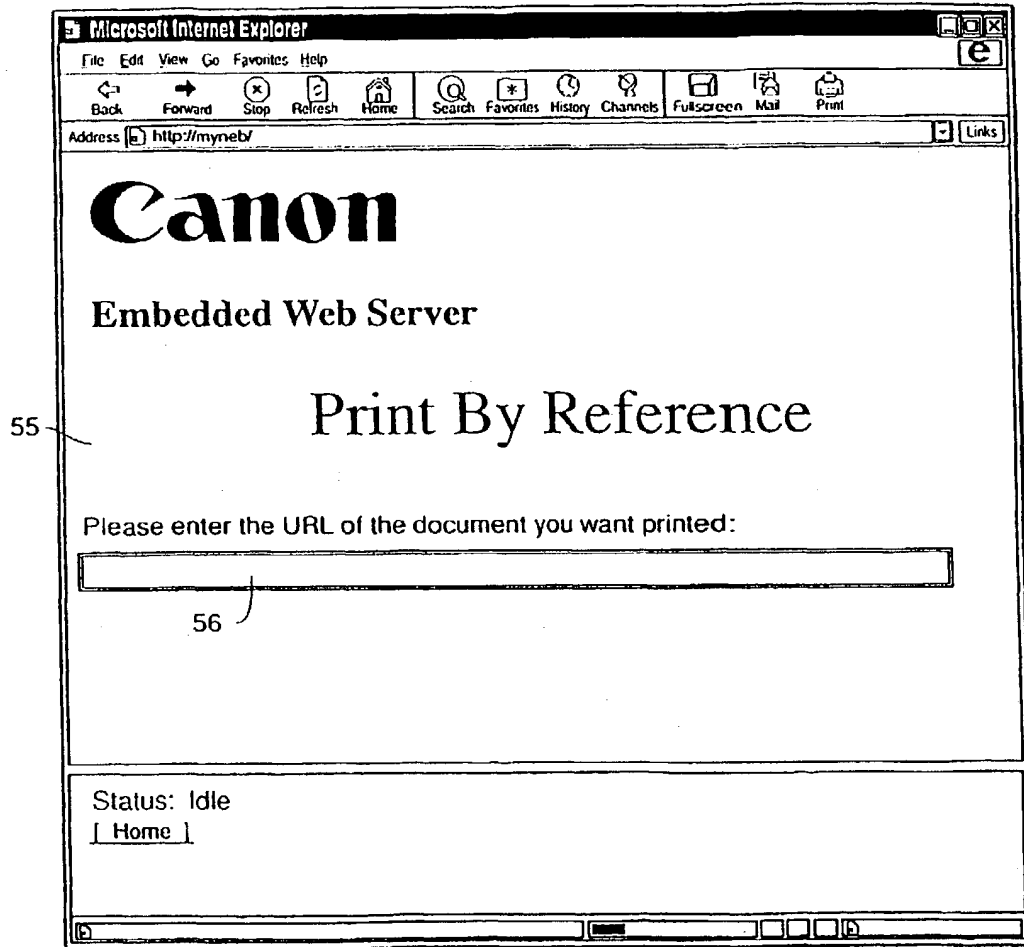 Microsoft Internet Explorer
File Edit View Go Favorites Help
Back Forward Stop Refresh Home Search Favorites History Channels Fullscreen Mail Print
Address http://myneb/ Links
Canon
Embedded Web Server
Print By Reference
55
Please enter the URL of the document you want printed:
56
Status: Idle
[ Home ]